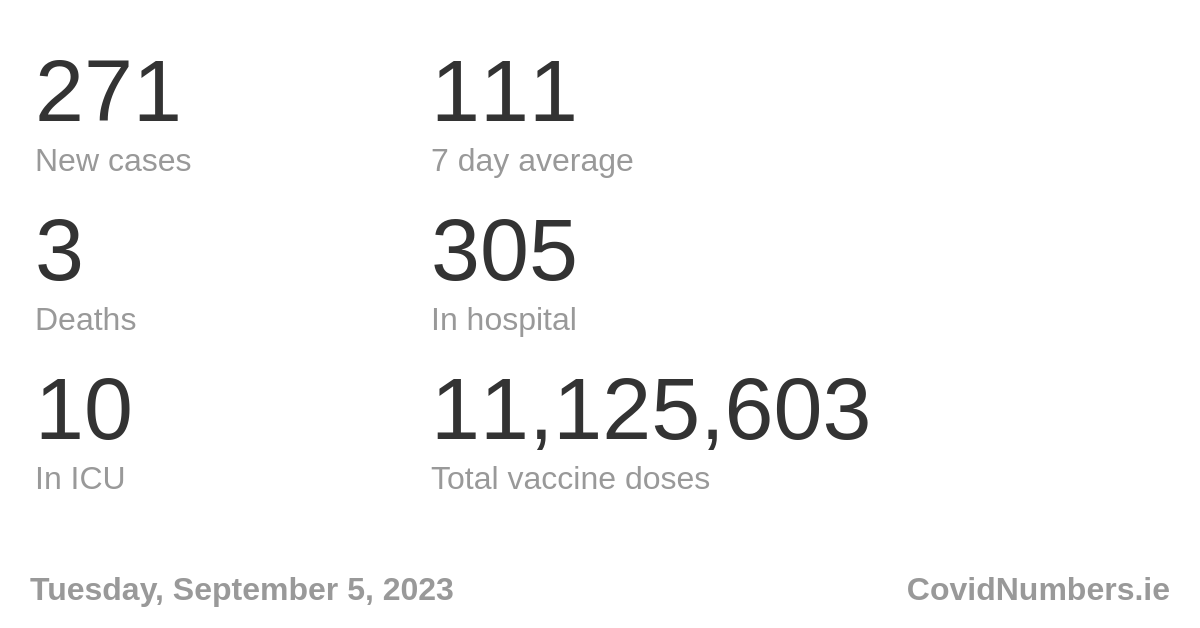 271 111
New cases 7 day average
3 305
Deaths In hospital
10 11,125,603
In ICU Total vaccine doses
Tuesday, September 5, 2023 CovidNumbers.ie